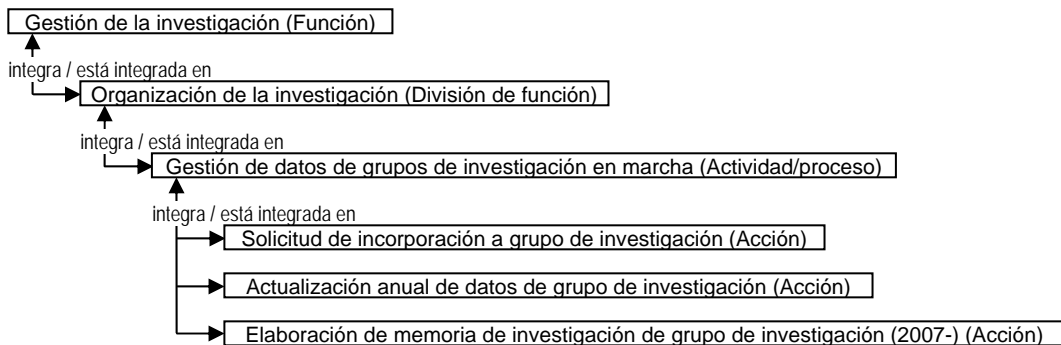 Gestión de la investigación (Función)
integra / está integrada en
Organización de la investigación (División de función)
integra / está integrada en
Gestión de datos de grupos de investigación en marcha (Actividad/proceso)
integra / está integrada en
Solicitud de incorporación a grupo de investigación (Acción)
Actualización anual de datos de grupo de investigación (Acción)
Elaboración de memoria de investigación de grupo de investigación (2007-) (Acción)